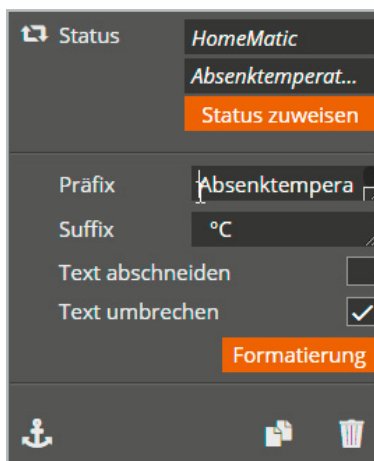 Status HomeMatic
Absenktemperat...
Status zuweisen
Präfix Absenktempera
Suffix °C
Text abschneiden
Text umbrechen
Formatierung